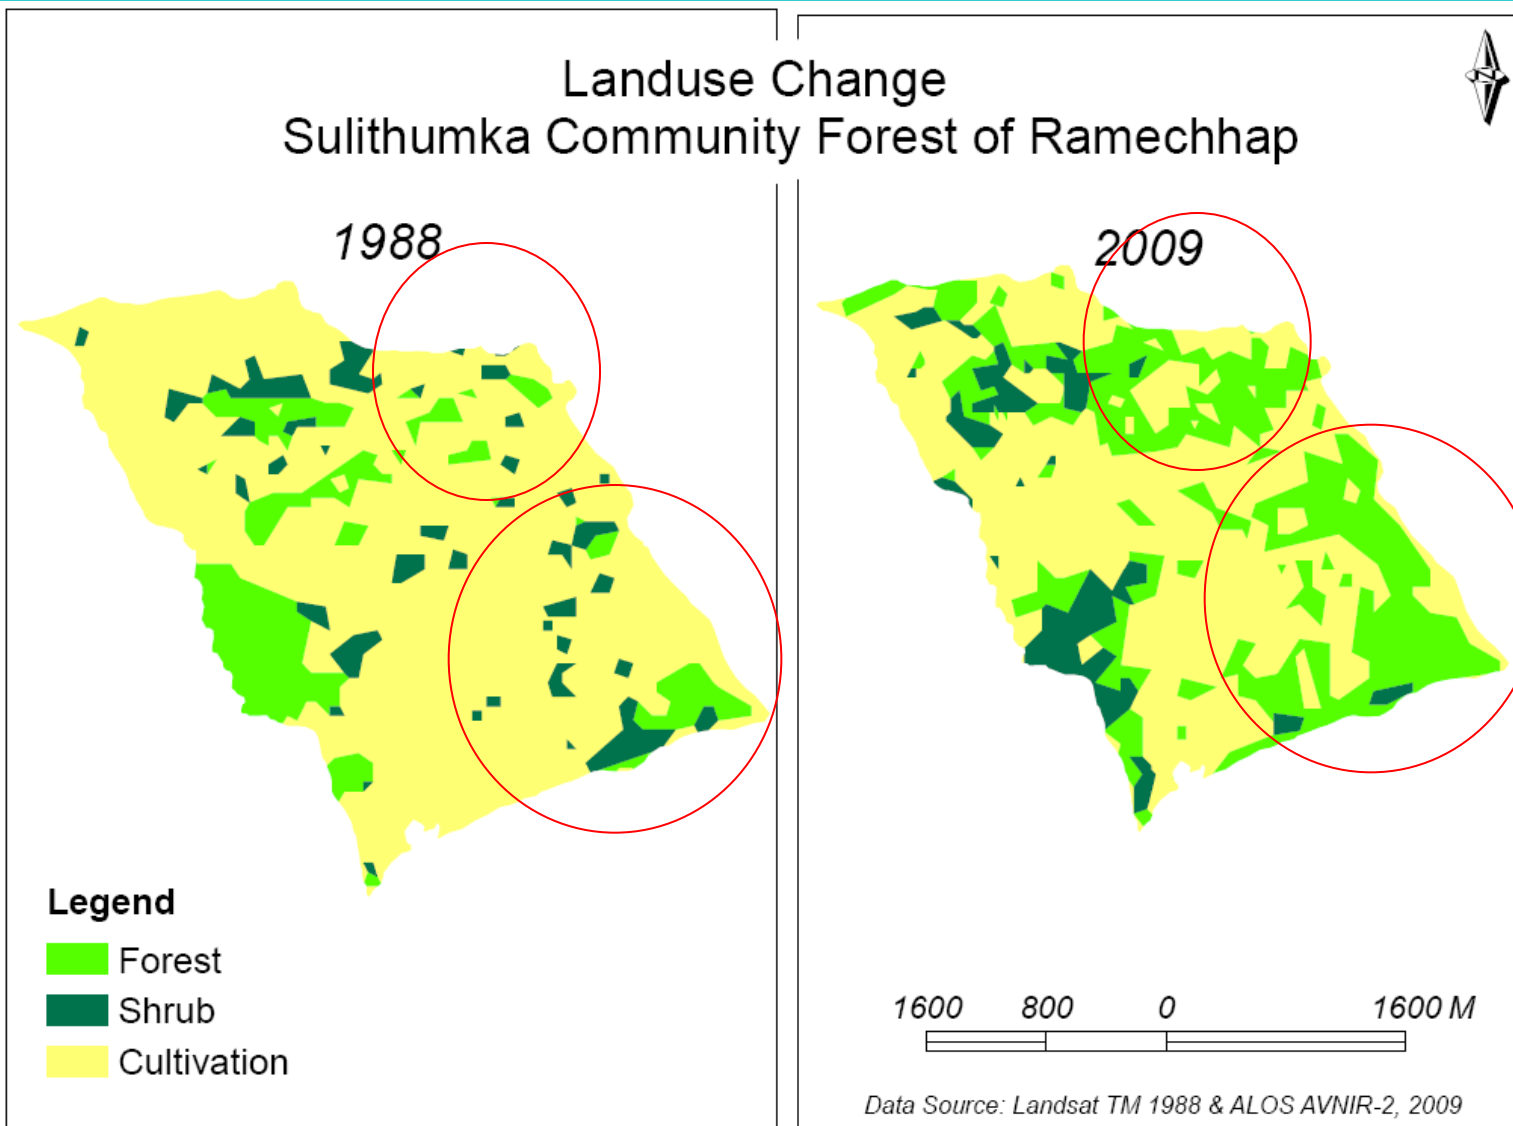 Landuse Change
Sulithumka Community Forest of Ramechhap
N
1988
2009
Legend
Forest
Shrub
Cultivation
1600 800 0 1600 M
Data Source: Landsat TM 1988 & ALOS AVNIR-2, 2009